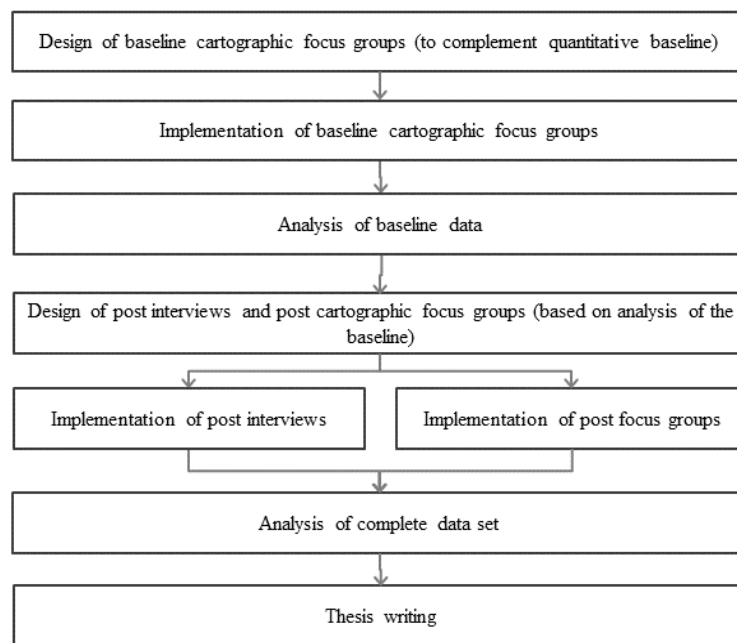 Design of baseline cartographic focus groups (to complement quantitative baseline)
Implementation of baseline cartographic focus groups
Analysis of baseline data
Design of post interviews and post cartographic focus groups (based on analysis of the
baseline)
Implementation of post interviews
Implementation of post focus groups
Analysis of complete data set
Thesis writing